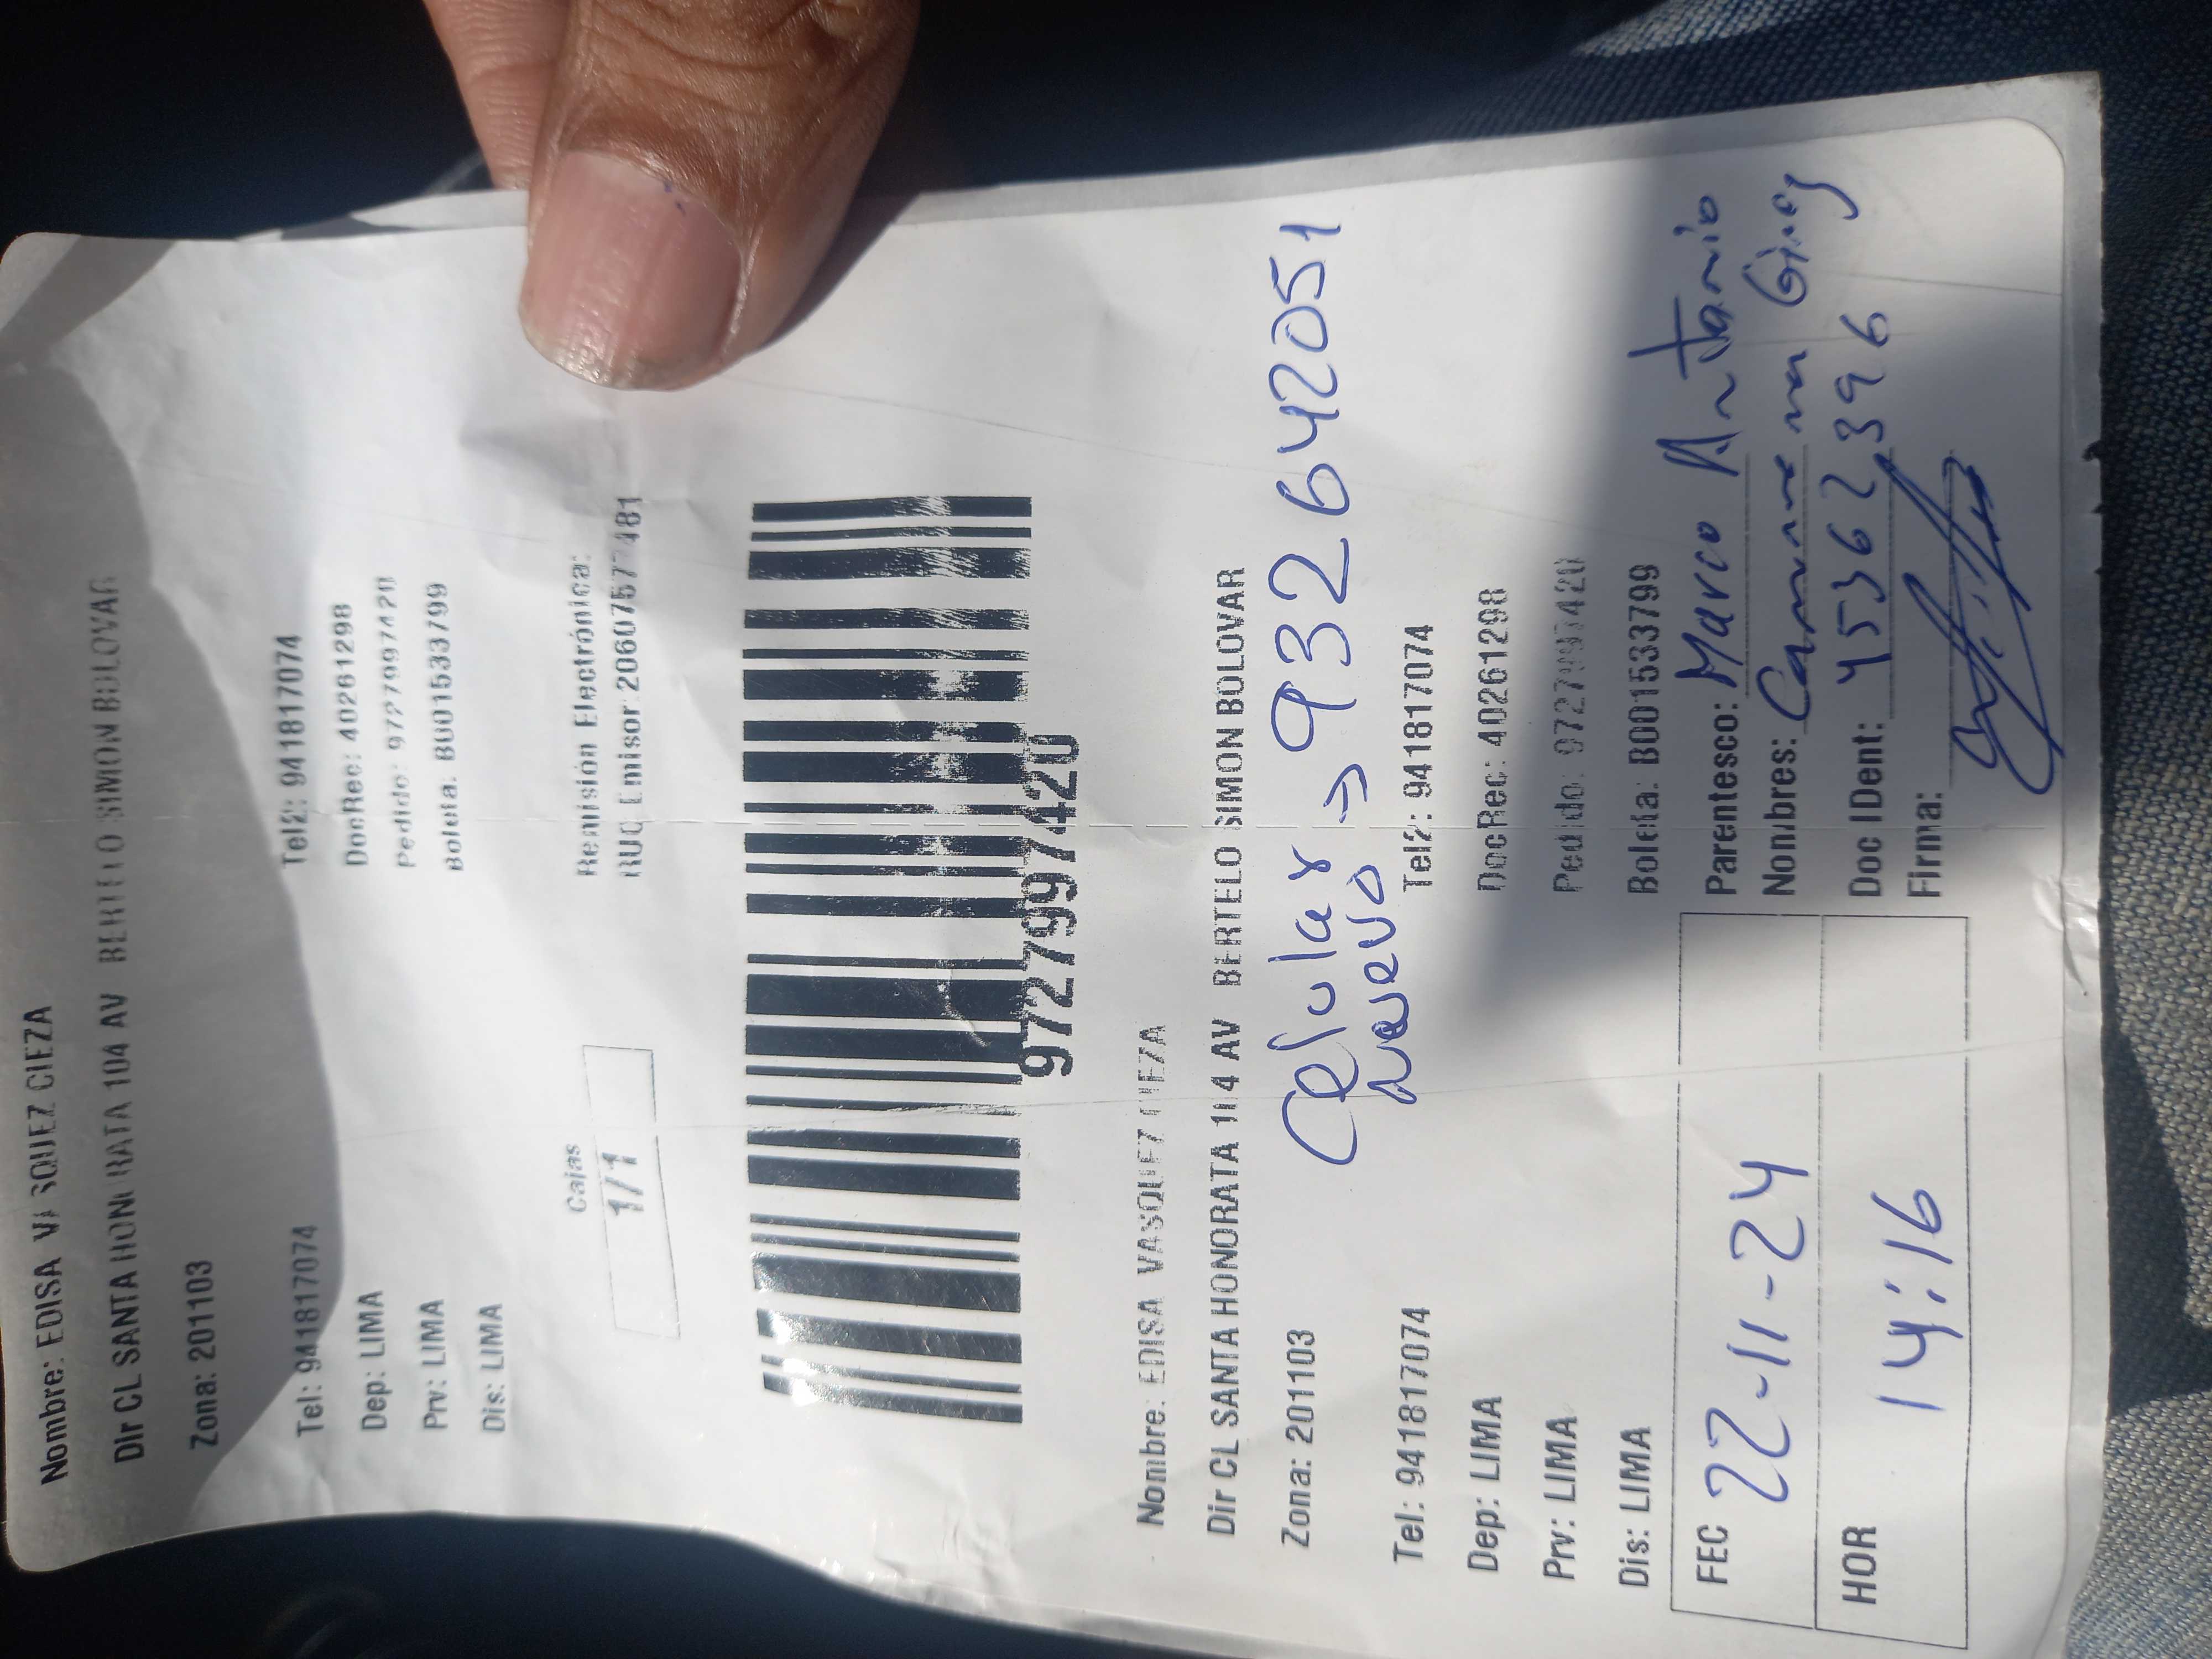 Nombre: EDISA VASQUEZ CIEZA
Dir CL SANTA HONORATA 104 AV BERTELO SIMON BOLOVAR
Zona: 201103
Tel: 941817074 Tel2: 941817074
Dep: LIMA DocRec: 40261298
Prv: LIMA Pedido: 9727997420
Dis: LIMA Boleta: B001533799
Cajas Remisión Electrónica:
1/1 RUC Emisor 20607577481
9727997420
Nombre: EDISA VASQUEZ CIEZA
Dir CL SANTA HONORATA 104 AV BERTELO SIMON BOLOVAR
Zona: 201103 Celular → 932642051
nuevo
Tel: 941817074 Tel2: 941817074
Dep: LIMA DocRec: 40261298
Prv: LIMA Pedido: 9727997420
Dis: LIMA Boleta: B001533799
FEC 22-11-24 Parentesco: Marco Antonio
Nombres:
HOR 14:16 Doc IDent: 45362396
Firma: